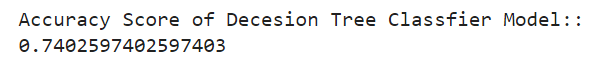 Accuracy Score of Decesion Tree Classfier Model::
0.7402597402597403